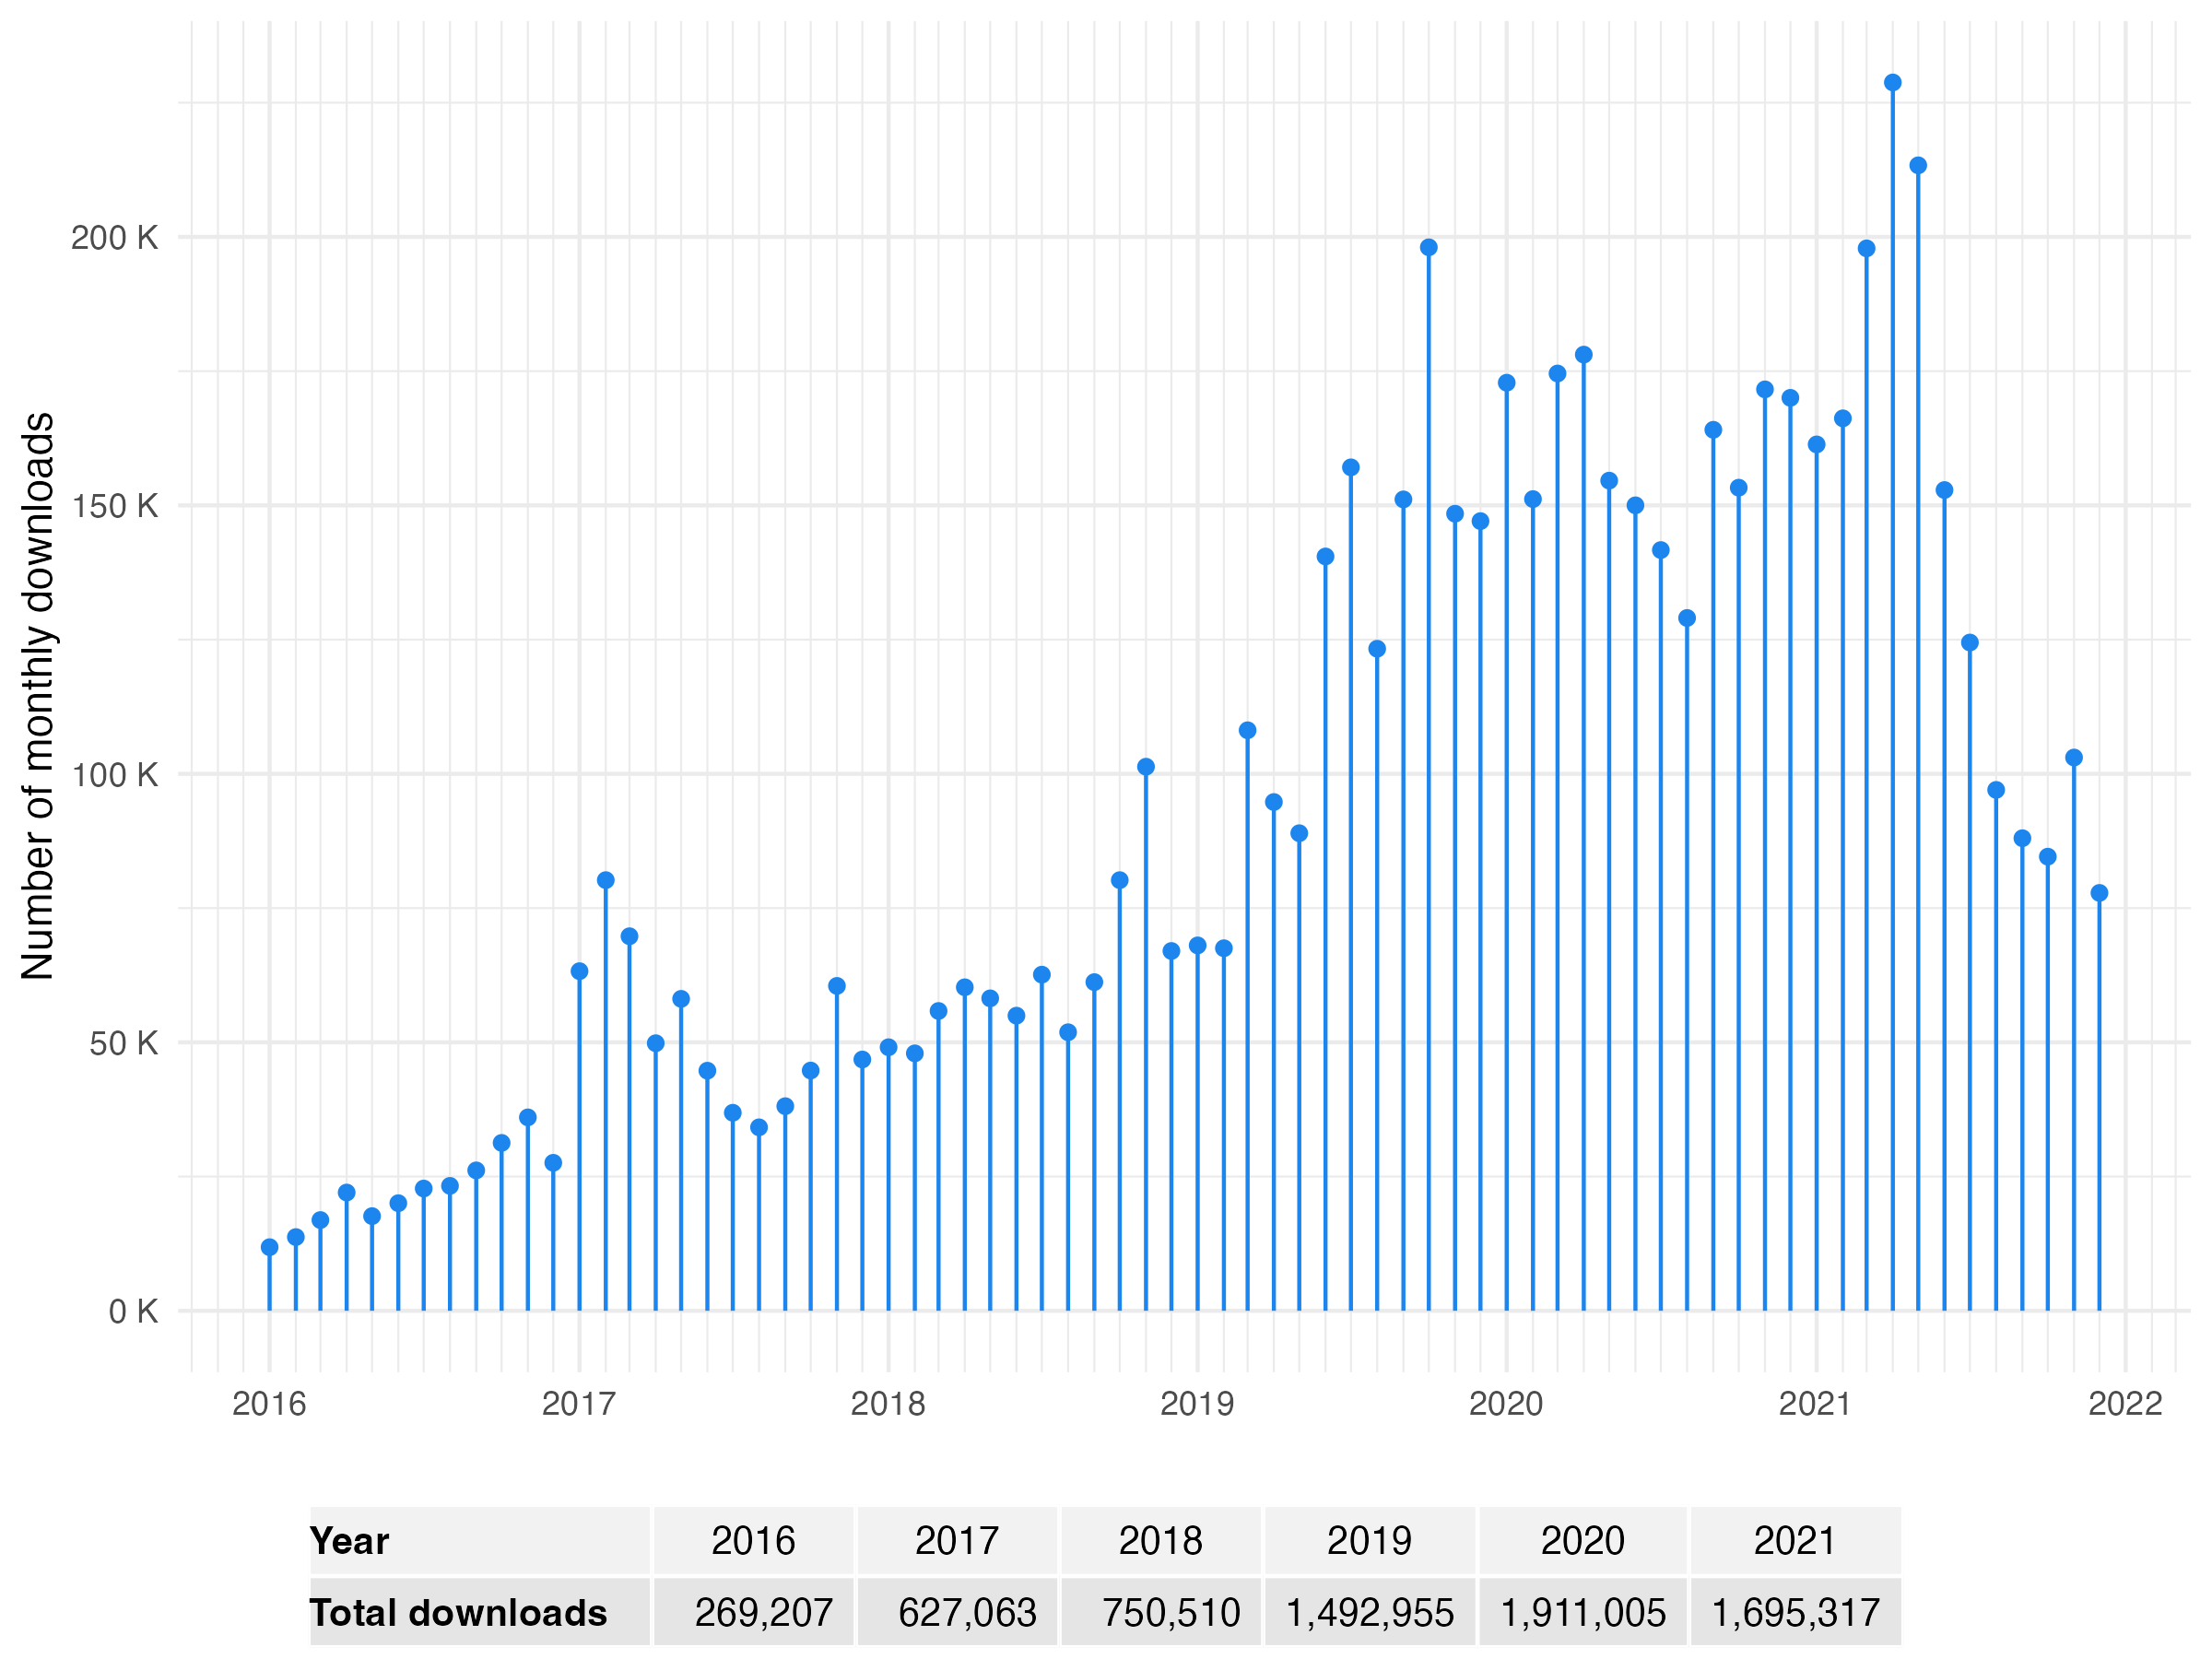 Number of monthly downloads
200 K
150 K
100 K
50 K
0 K
2016 2017 2018 2019 2020 2021 2022
Year 2016 2017 2018 2019 2020 2021
Total downloads 269,207 627,063 750,510 1,492,955 1,911,005 1,695,317